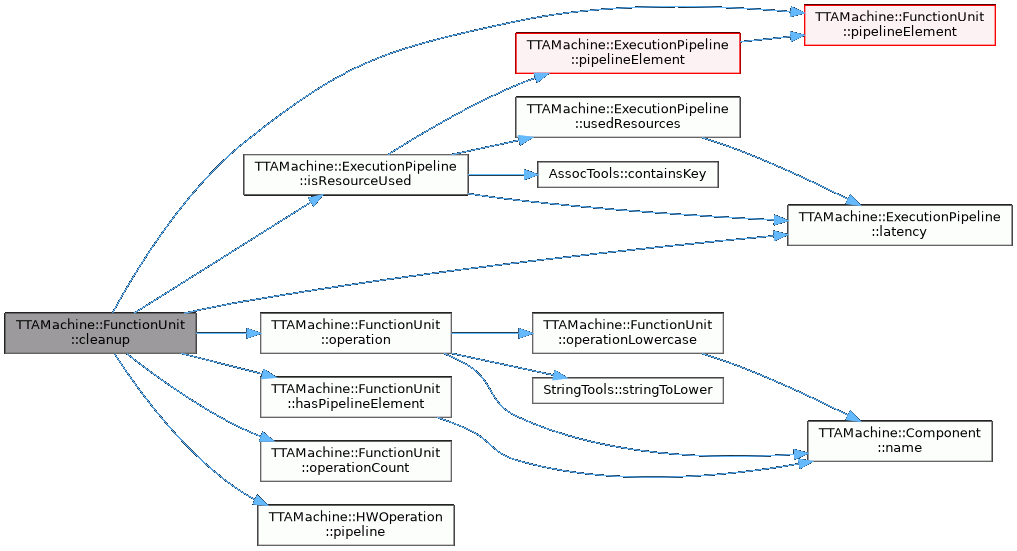 TTAMachine::FunctionUnit
::pipelineElement
TTAMachine::ExecutionPipeline
::pipelineElement
TTAMachine::ExecutionPipeline
::usedResources
TTAMachine::ExecutionPipeline
::isResourceUsed
AssocTools::containsKey
TTAMachine::ExecutionPipeline
::latency
TTAMachine::FunctionUnit
::cleanup
TTAMachine::FunctionUnit
::operation
TTAMachine::FunctionUnit
::operationLowercase
TTAMachine::FunctionUnit
::hasPipelineElement
StringTools::stringToLower
TTAMachine::Component
::name
TTAMachine::FunctionUnit
::operationCount
TTAMachine::HWOperation
::pipeline